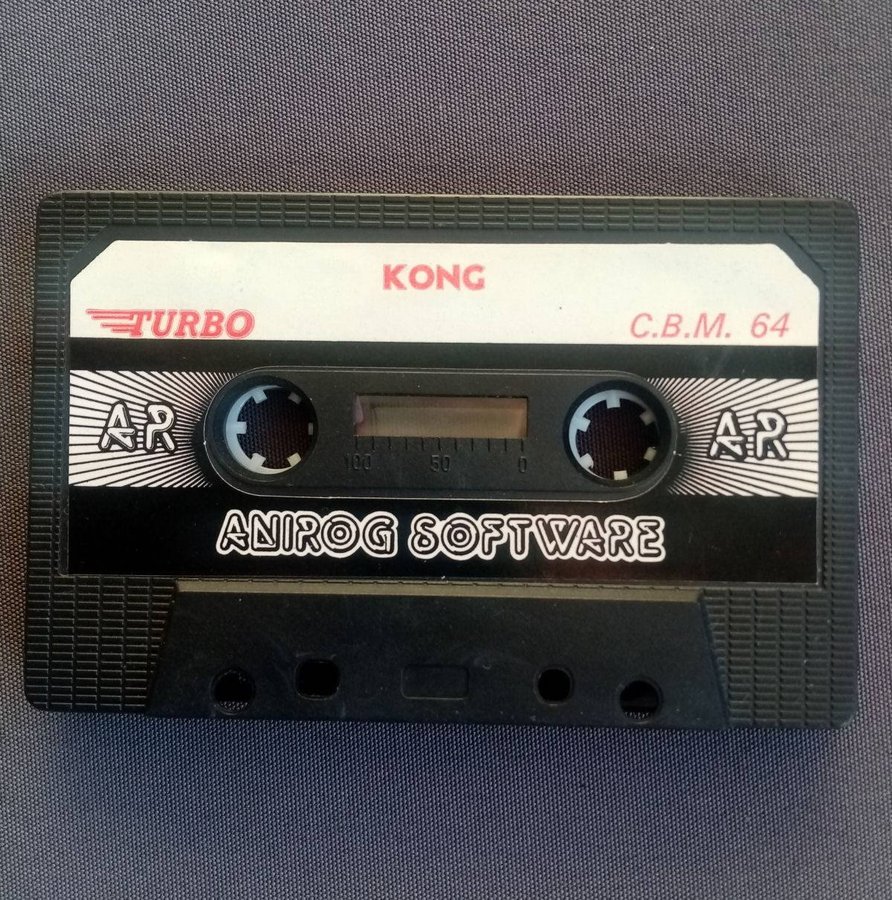 KONG
TURBO C.B.M. 64
AR AR
100 50 0
ANIROG SOFTWARE